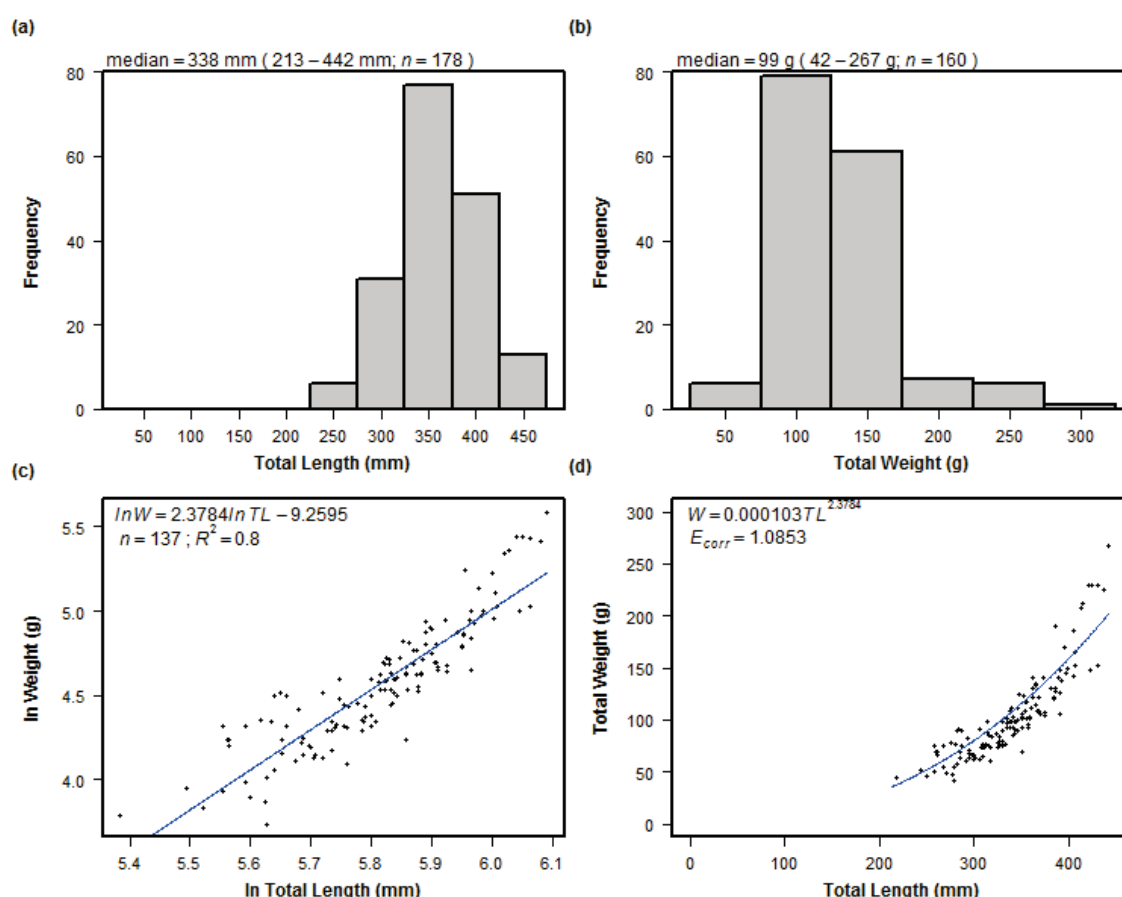 (a)
median = 338 mm ( 213 – 442 mm; n = 178 )
80
60
40
20
0
Frequency
50 100 150 200 250 300 350 400 450
Total Length (mm)
(b)
median = 99 g ( 42 – 267 g; n = 160 )
80
60
40
20
0
Frequency
50 100 150 200 250 300
Total Weight (g)
(c)
lnW = 2.3784lnTL – 9.2595
n = 137 ; R² = 0.8
5.5
5.0
4.5
4.0
ln Weight (g)
5.4 5.5 5.6 5.7 5.8 5.9 6.0 6.1
ln Total Length (mm)
(d)
W = 0.000103TL^2.3784
E_corr = 1.0853
300
250
200
150
100
50
0
Total Weight (g)
0 100 200 300 400
Total Length (mm)